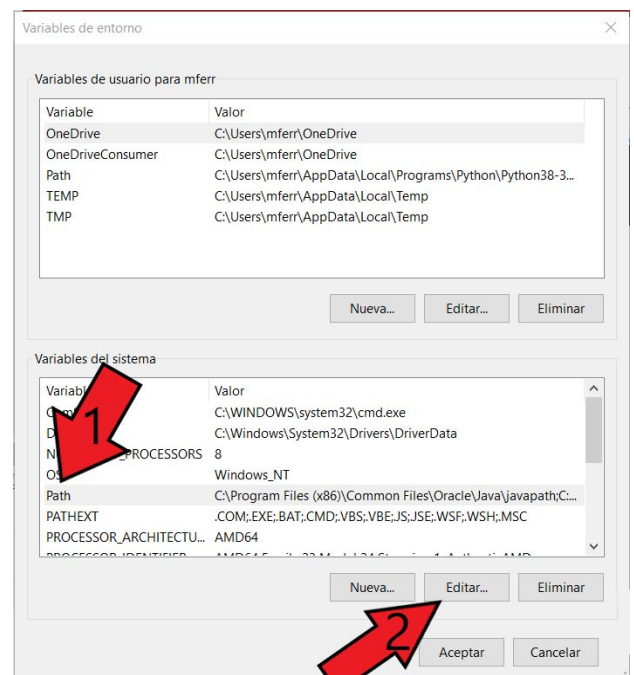 Variables de entorno
Variables de usuario para mferr
Variable Valor
OneDrive C:\Users\mferr\OneDrive
OneDriveConsumer C:\Users\mferr\OneDrive
Path C:\Users\mferr\AppData\Local\Programs\Python\Python38-3...
TEMP C:\Users\mferr\AppData\Local\Temp
TMP C:\Users\mferr\AppData\Local\Temp
Nueva... Editar... Eliminar
Variables del sistema
Valor
C:\WINDOWS\system32\cmd.exe
C:\Windows\System32\Drivers\DriverData
1
_PROCESSORS 8
OS Windows_NT
Path C:\Program Files (x86)\Common Files\Oracle\Java\javapath;C:...
PATHEXT .COM;.EXE;.BAT;.CMD;.VBS;.VBE;.JS;.JSE;.WSF;.WSH;.MSC
PROCESSOR_ARCHITECTU... AMD64
Nueva... Editar... Eliminar
2
Aceptar Cancelar